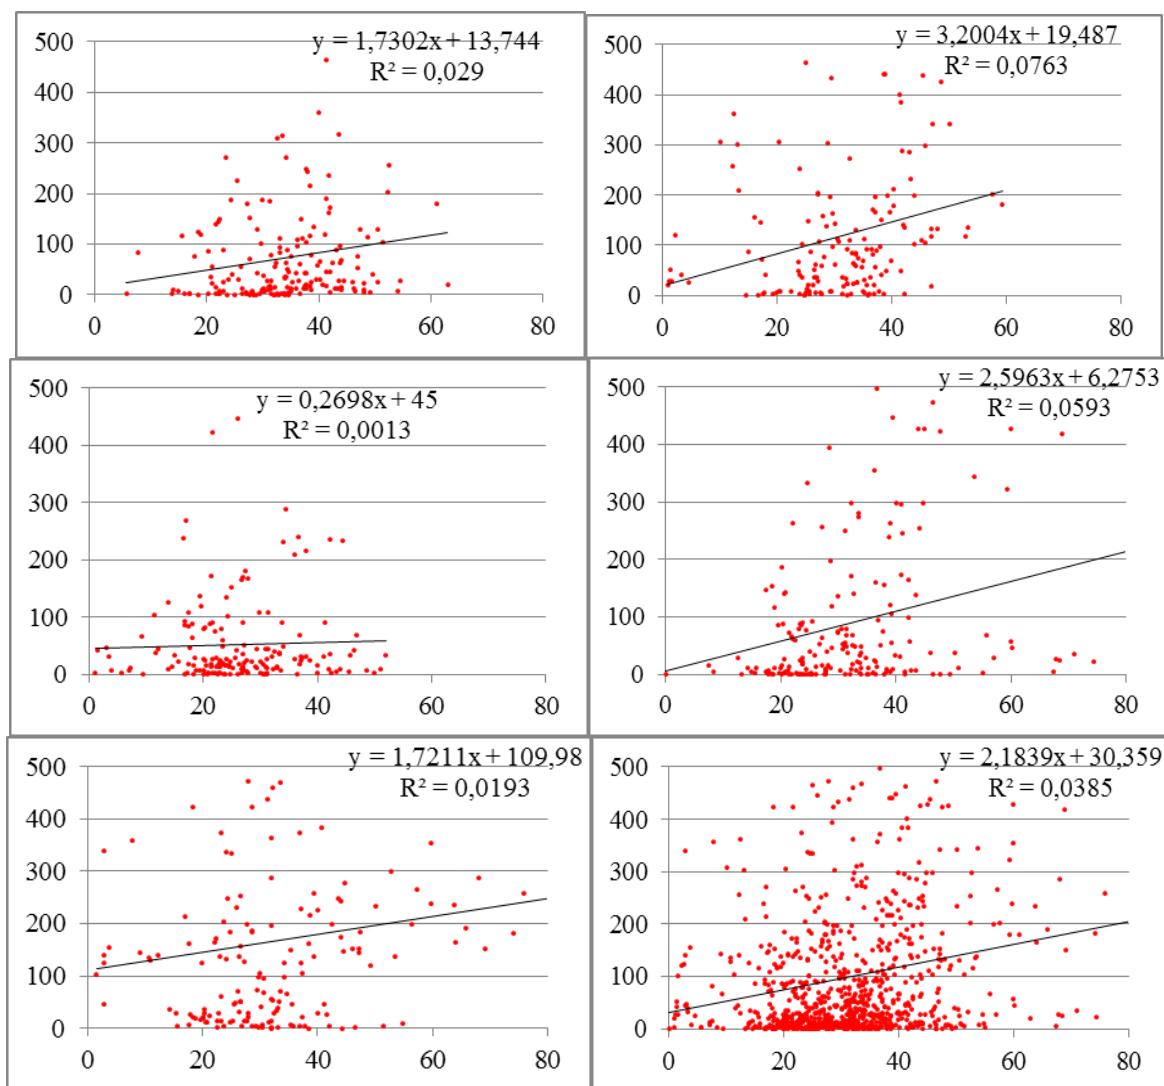 y = 1,7302x + 13,744
R² = 0,029
500
400
300
200
100
0
0 20 40 60 80
y = 3,2004x + 19,487
R² = 0,0763
500
400
300
200
100
0
0 20 40 60 80
y = 0,2698x + 45
R² = 0,0013
500
400
300
200
100
0
0 20 40 60 80
y = 2,5963x + 6,2753
R² = 0,0593
500
400
300
200
100
0
0 20 40 60 80
y = 1,7211x + 109,98
R² = 0,0193
500
400
300
200
100
0
0 20 40 60 80
y = 2,1839x + 30,359
R² = 0,0385
500
400
300
200
100
0
0 20 40 60 80